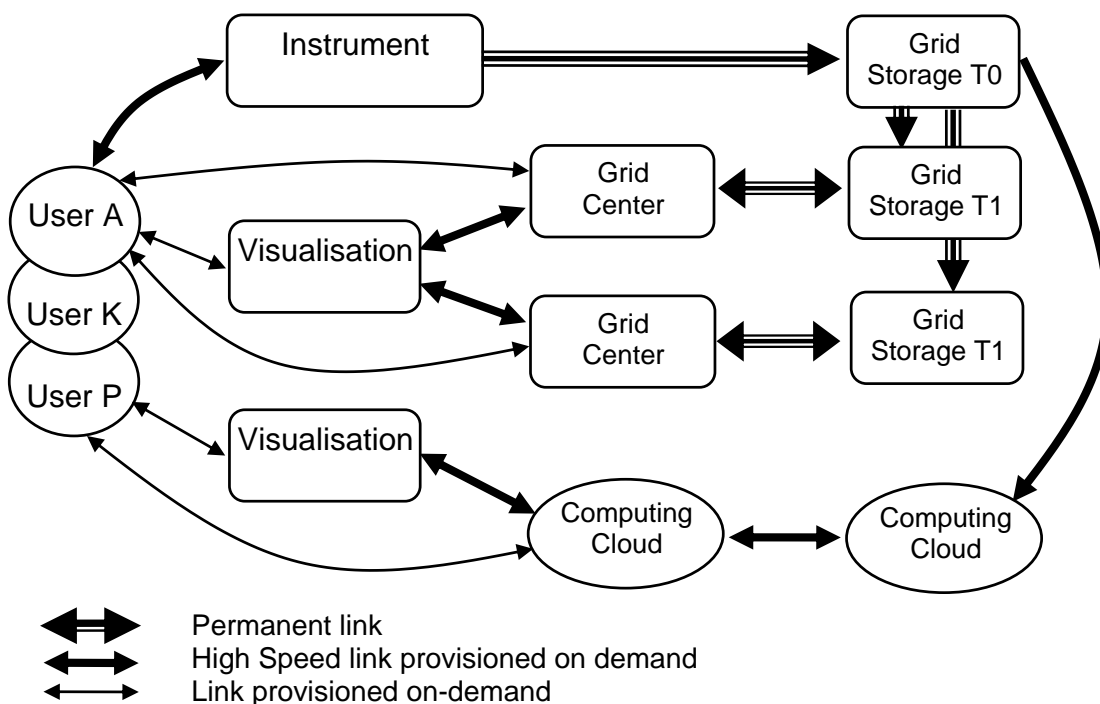 Instrument
Grid
Storage T0
Grid
Center
Grid
Storage T1
User A
Visualisation
User K
Grid
Center
Grid
Storage T1
User P
Visualisation
Computing
Cloud
Computing
Cloud
Permanent link
High Speed link provisioned on demand
Link provisioned on-demand